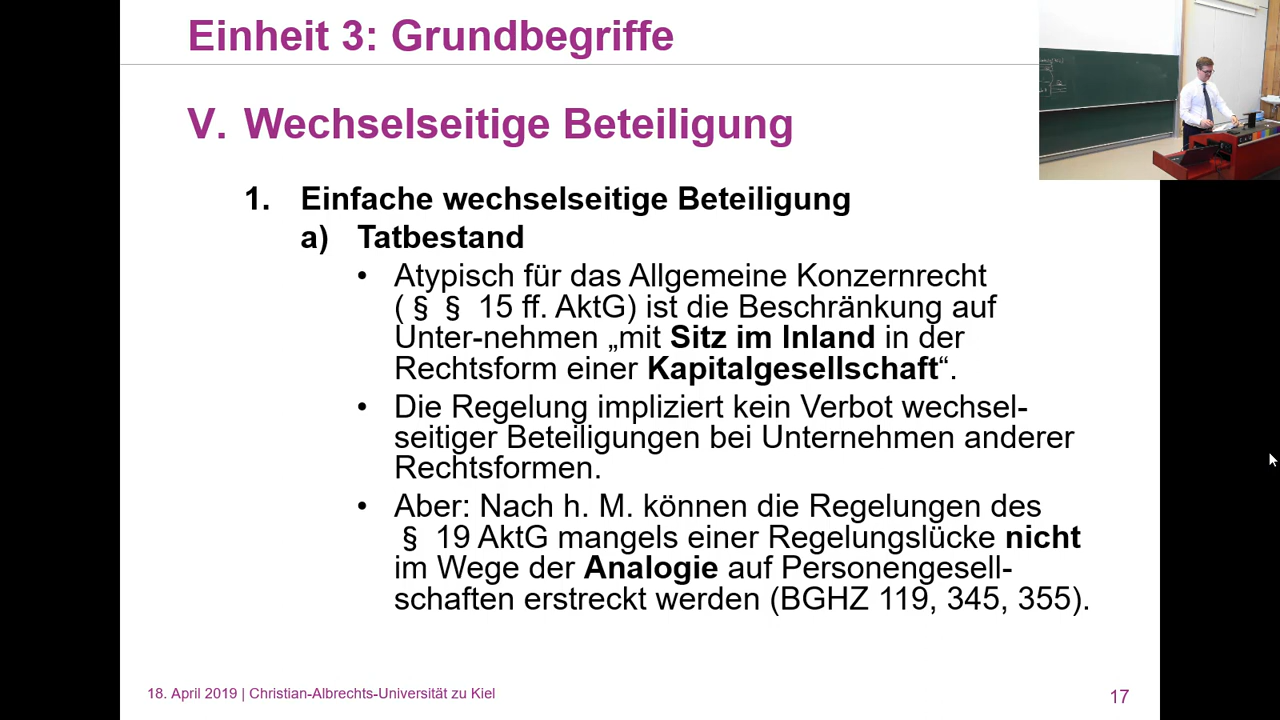 Einheit 3: Grundbegriffe
V. Wechselseitige Beteiligung
1. Einfache wechselseitige Beteiligung
a) Tatbestand
• Atypisch für das Allgemeine Konzernrecht
(§ § 15 ff. AktG) ist die Beschränkung auf
Unter-nehmen „mit Sitz im Inland in der
Rechtsform einer Kapitalgesellschaft“.
• Die Regelung impliziert kein Verbot wechsel-
seitiger Beteiligungen bei Unternehmen anderer
Rechtsformen.
• Aber: Nach h. M. können die Regelungen des
§ 19 AktG mangels einer Regelungslücke nicht
im Wege der Analogie auf Personengesell-
schaften erstreckt werden (BGHZ 119, 345, 355).
18. April 2019 | Christian-Albrechts-Universität zu Kiel
17